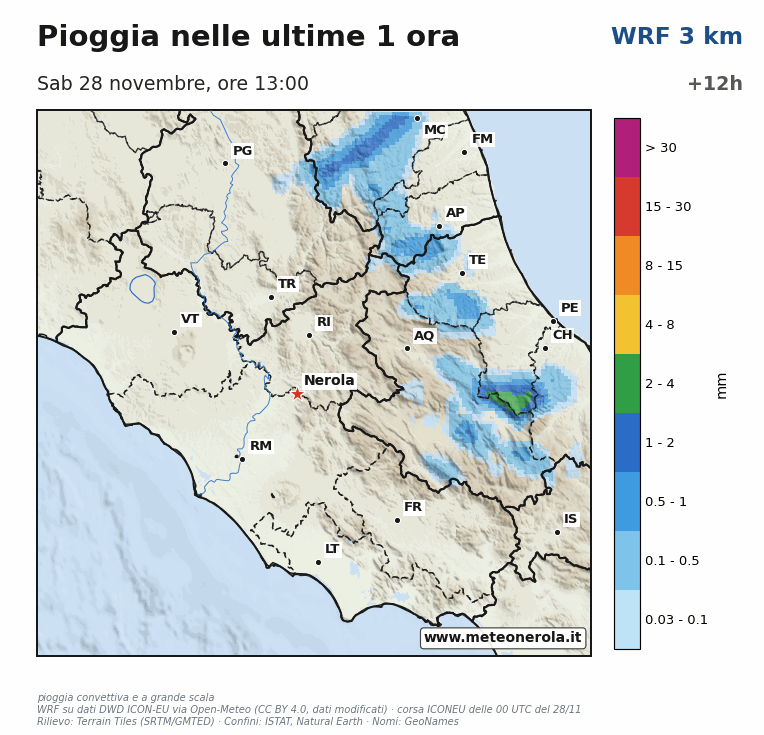 Pioggia nelle ultime 1 ora
WRF 3 km
Sab 28 novembre, ore 13:00
+12h
MC
FM
PG
AP
TE
TR
PE
VT
RI
AQ
CH
Nerola
RM
FR
IS
LT
www.meteonerola.it
> 30
15 - 30
8 - 15
4 - 8
2 - 4
1 - 2
0.5 - 1
0.1 - 0.5
0.03 - 0.1
mm
pioggia convettiva e a grande scala
WRF su dati DWD ICON-EU via Open-Meteo (CC BY 4.0, dati modificati) · corsa ICONEU delle 00 UTC del 28/11
Rilievo: Terrain Tiles (SRTM/GMTED) · Confini: ISTAT, Natural Earth · Nomi: GeoNames